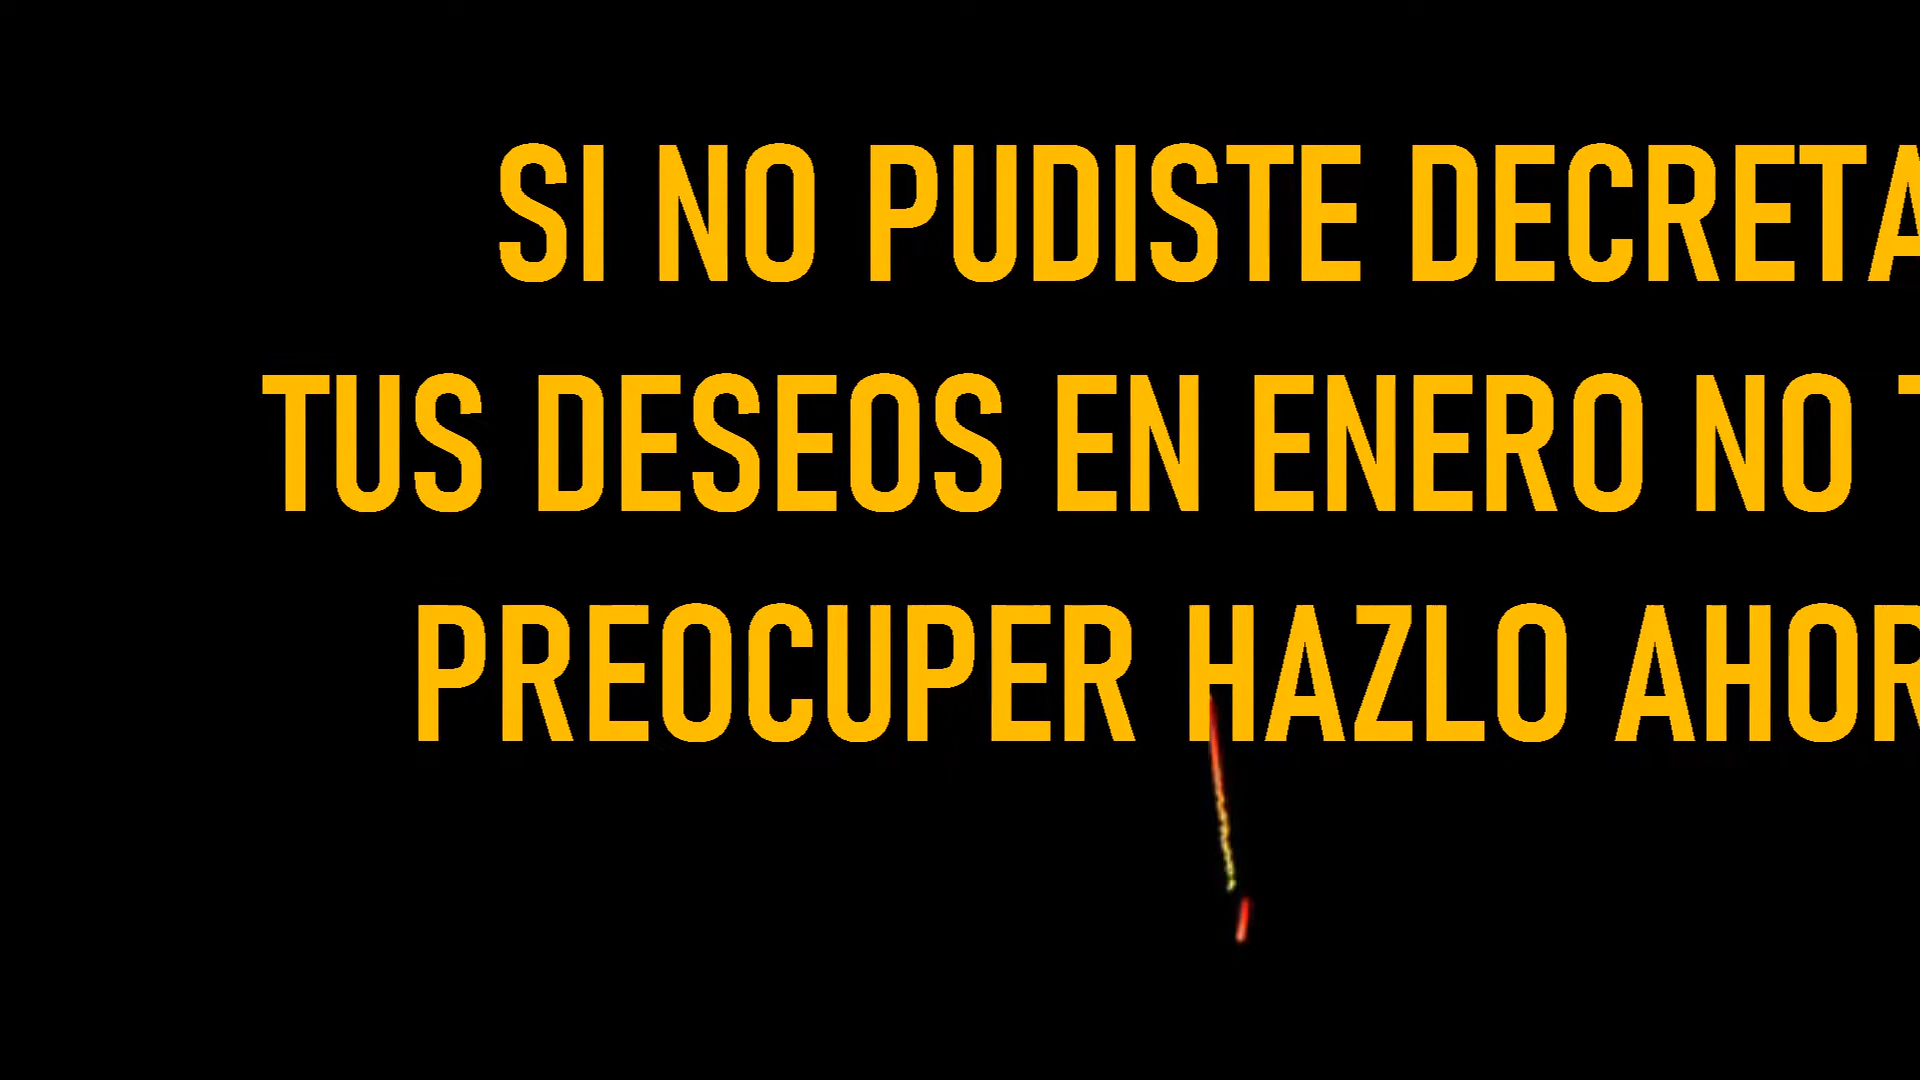 SI NO PUDISTE DECRETA
TUS DESEOS EN ENERO NO T
PREOCUPER HAZLO AHOR